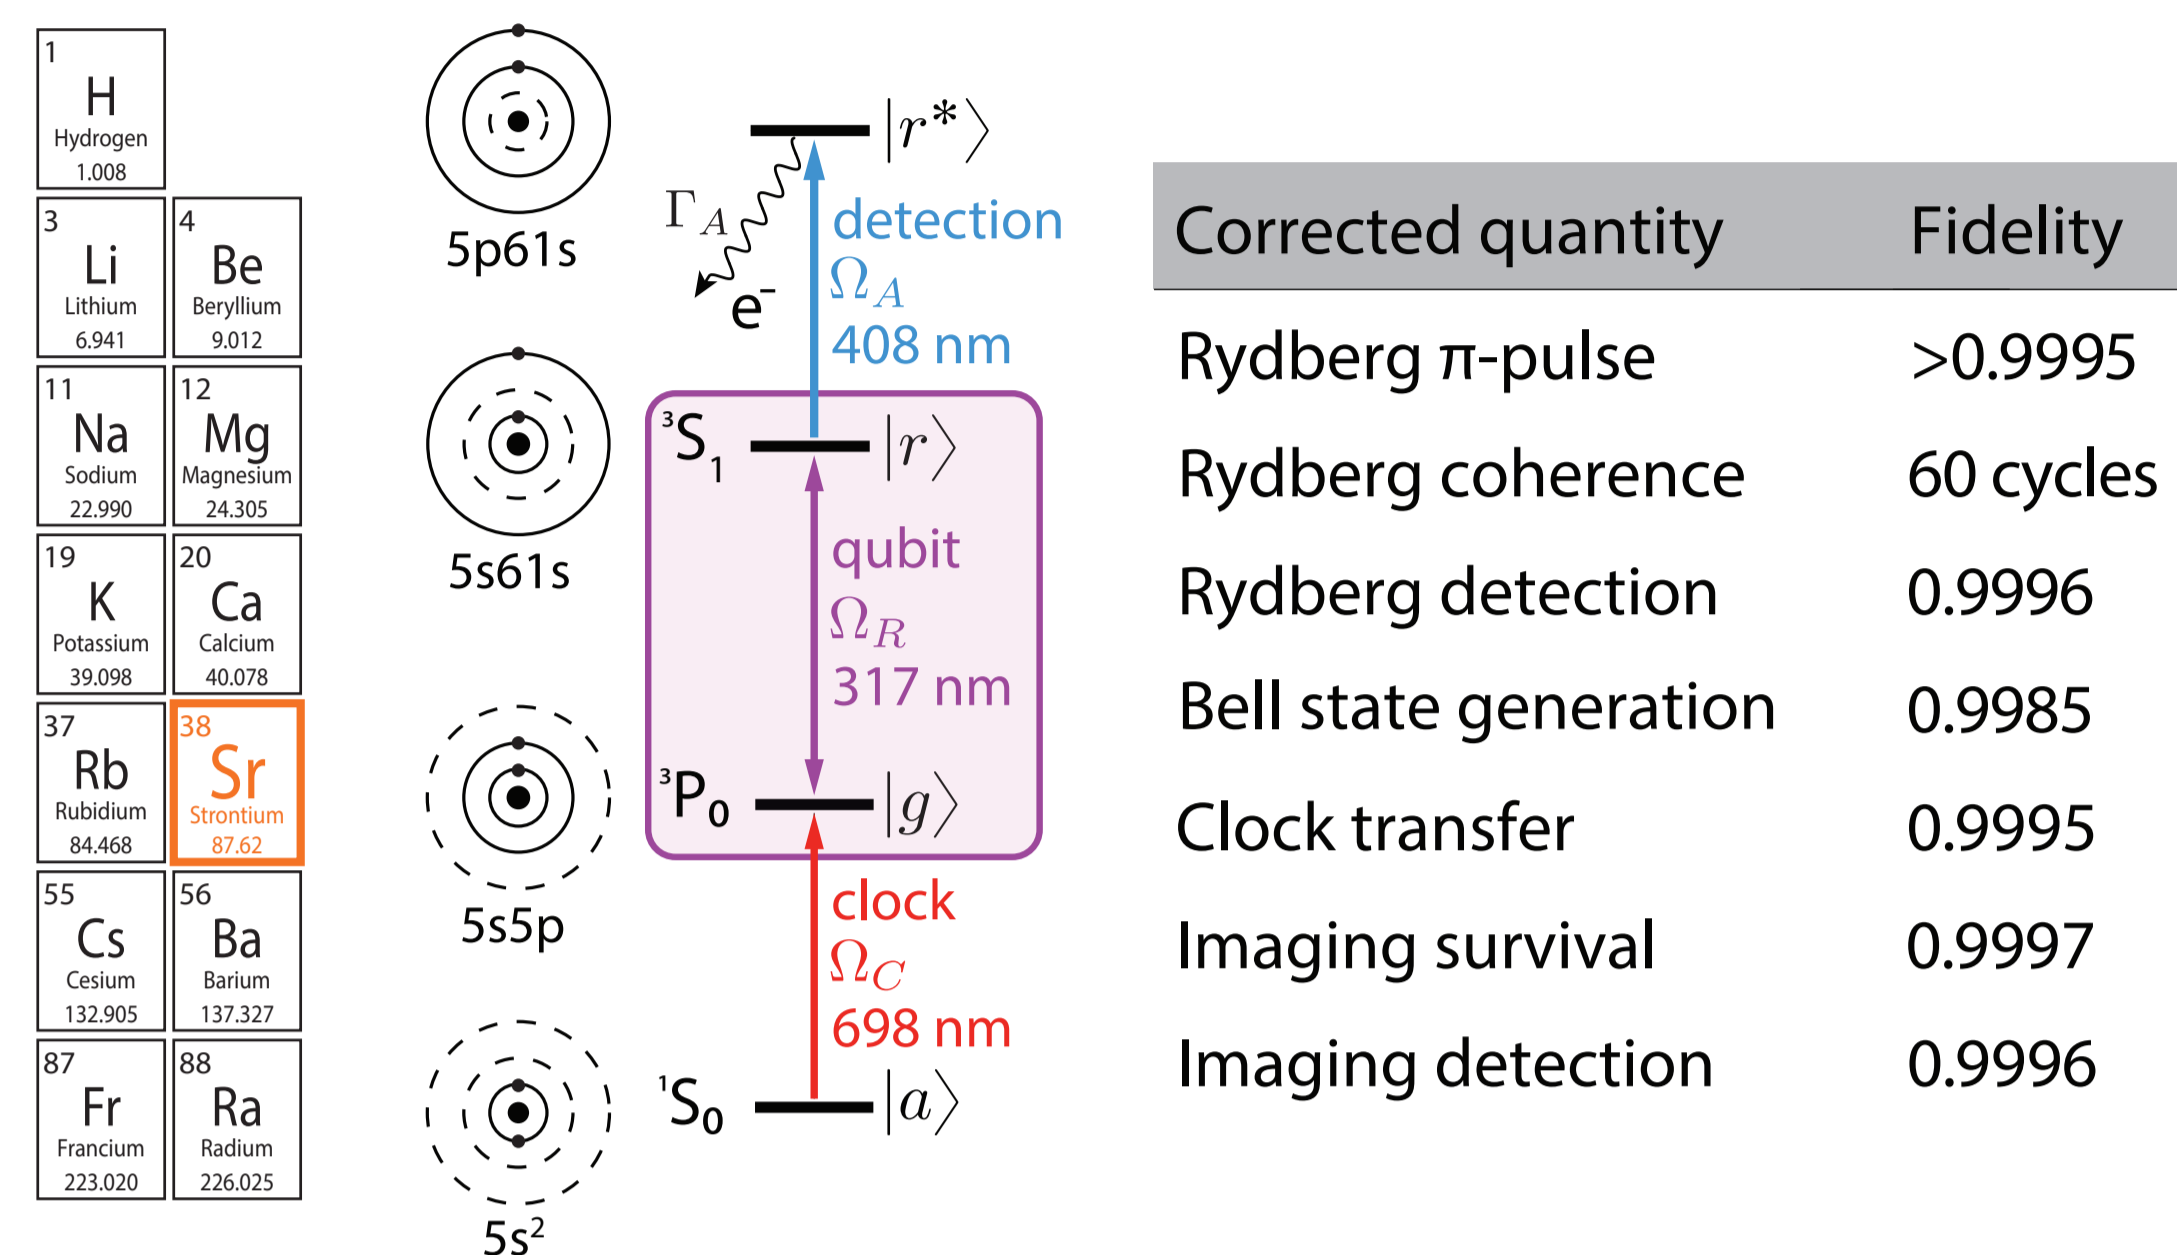 1
H
Hydrogen
1.008
3
Li
Lithium
6.941
4
Be
Beryllium
9.012
11
Na
Sodium
22.990
12
Mg
Magnesium
24.305
19
K
Potassium
39.098
20
Ca
Calcium
40.078
37
Rb
Rubidium
84.468
38
Sr
Strontium
87.62
55
Cs
Cesium
132.905
56
Ba
Barium
137.327
87
Fr
Francium
223.020
88
Ra
Radium
226.025
5p61s
5s61s
5s5p
5s²
|r*⟩
Γ_A
e⁻
detection
Ω_A
408 nm
³S₁
|r⟩
qubit
Ω_R
317 nm
³P₀
|g⟩
clock
Ω_C
698 nm
¹S₀
|a⟩
Corrected quantity Fidelity
Rydberg π-pulse >0.9995
Rydberg coherence 60 cycles
Rydberg detection 0.9996
Bell state generation 0.9985
Clock transfer 0.9995
Imaging survival 0.9997
Imaging detection 0.9996